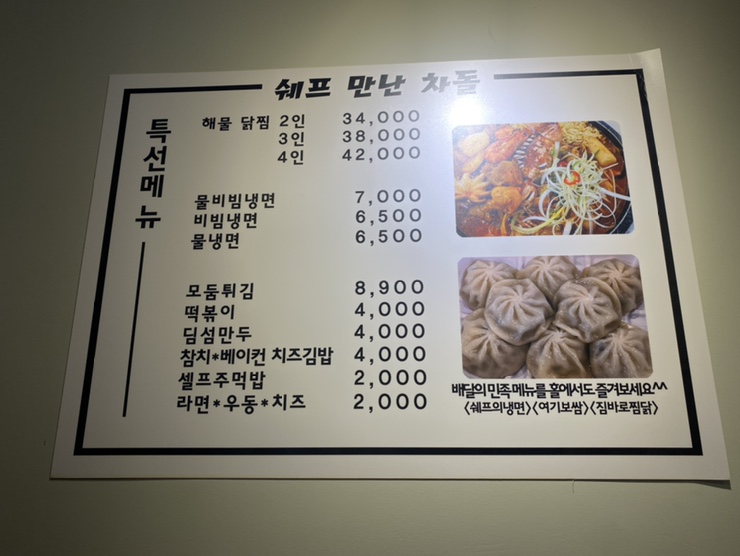 쉐프 만난 차돌
특선메뉴
해물 닭찜 2인 34,000
3인 38,000
4인 42,000
물비빔냉면 7,000
비빔냉면 6,500
물냉면 6,500
모둠튀김 8,900
떡볶이 4,000
딤섬만두 4,000
참치*베이컨 치즈김밥 4,000
셀프주먹밥 2,000
라면*우동*치즈 2,000
배달의민족 메뉴를 홀에서도 즐겨보세요^^
<쉐프의냉면><여기보쌈><짐바로찜닭>